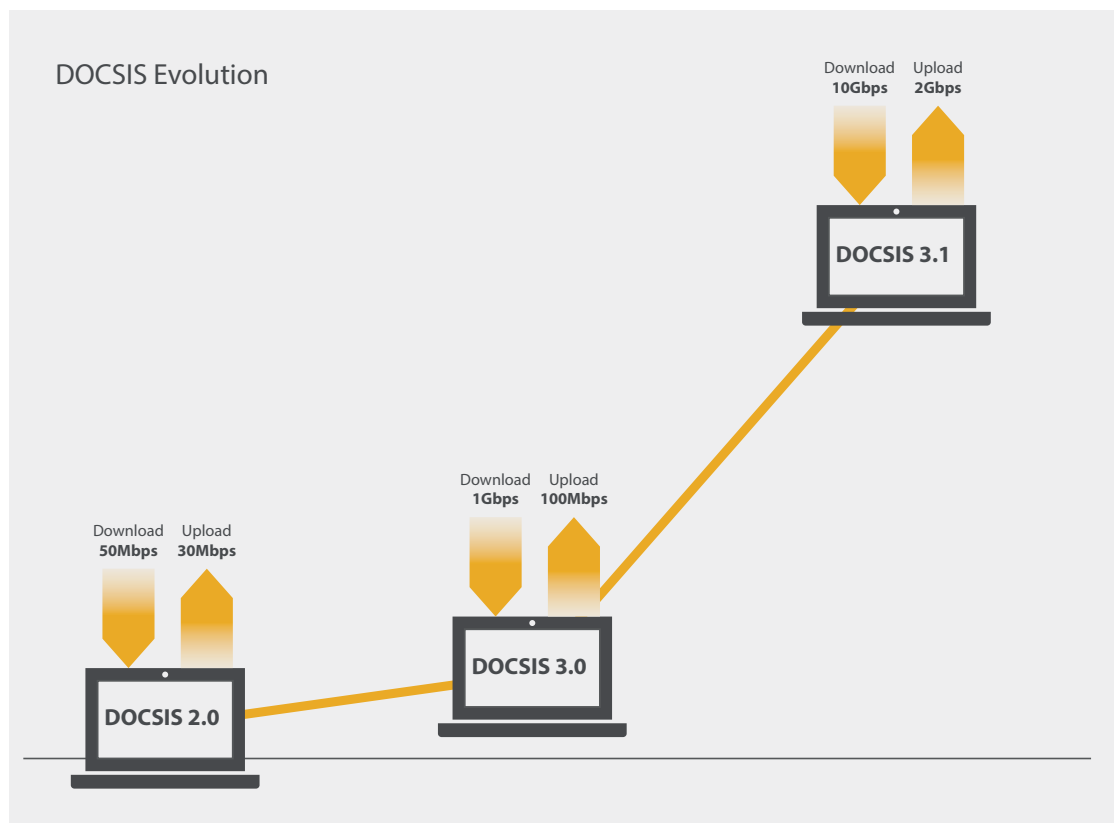 DOCSIS Evolution
Download Upload
10Gbps 2Gbps
DOCSIS 3.1
Download Upload
1Gbps 100Mbps
DOCSIS 3.0
Download Upload
50Mbps 30Mbps
DOCSIS 2.0